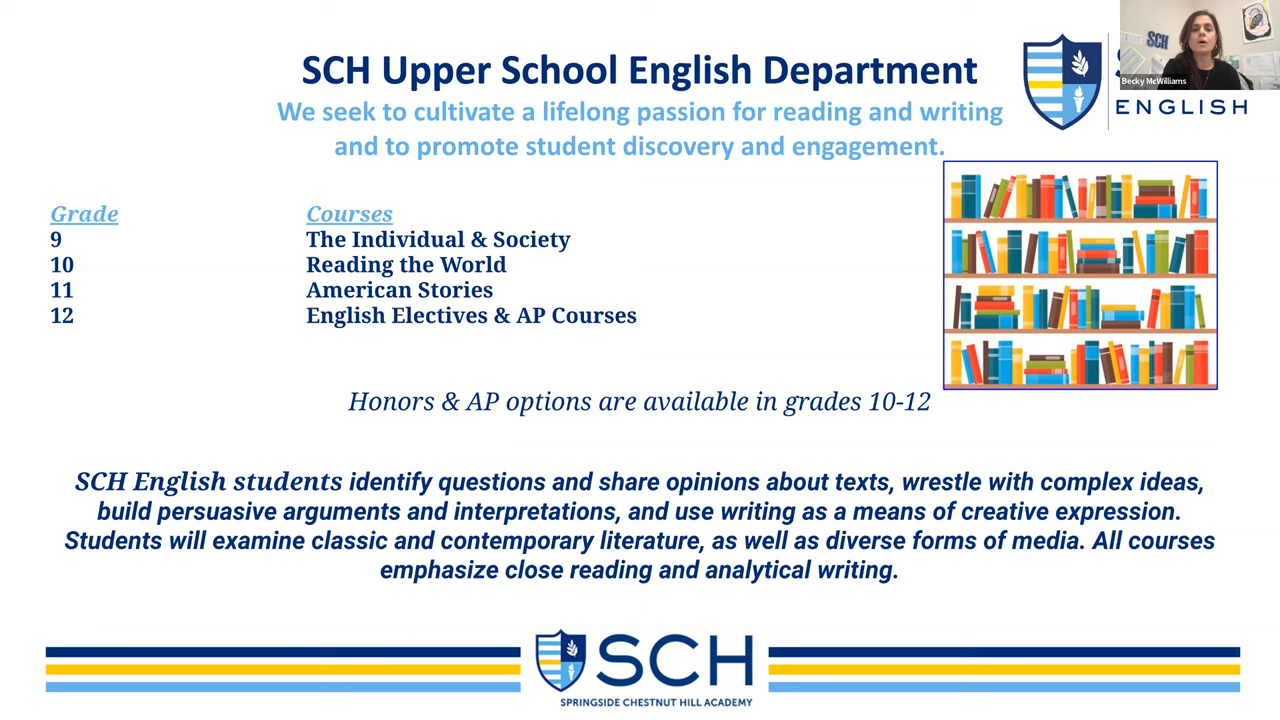 SCH Upper School English Department
We seek to cultivate a lifelong passion for reading and writing
and to promote student discovery and engagement.
SCH
Becky McWilliams
ENGLISH
Grade Courses
9 The Individual & Society
10 Reading the World
11 American Stories
12 English Electives & AP Courses
Honors & AP options are available in grades 10-12
SCH English students identify questions and share opinions about texts, wrestle with complex ideas,
build persuasive arguments and interpretations, and use writing as a means of creative expression.
Students will examine classic and contemporary literature, as well as diverse forms of media. All courses
emphasize close reading and analytical writing.
SCH
SPRINGSIDE CHESTNUT HILL ACADEMY